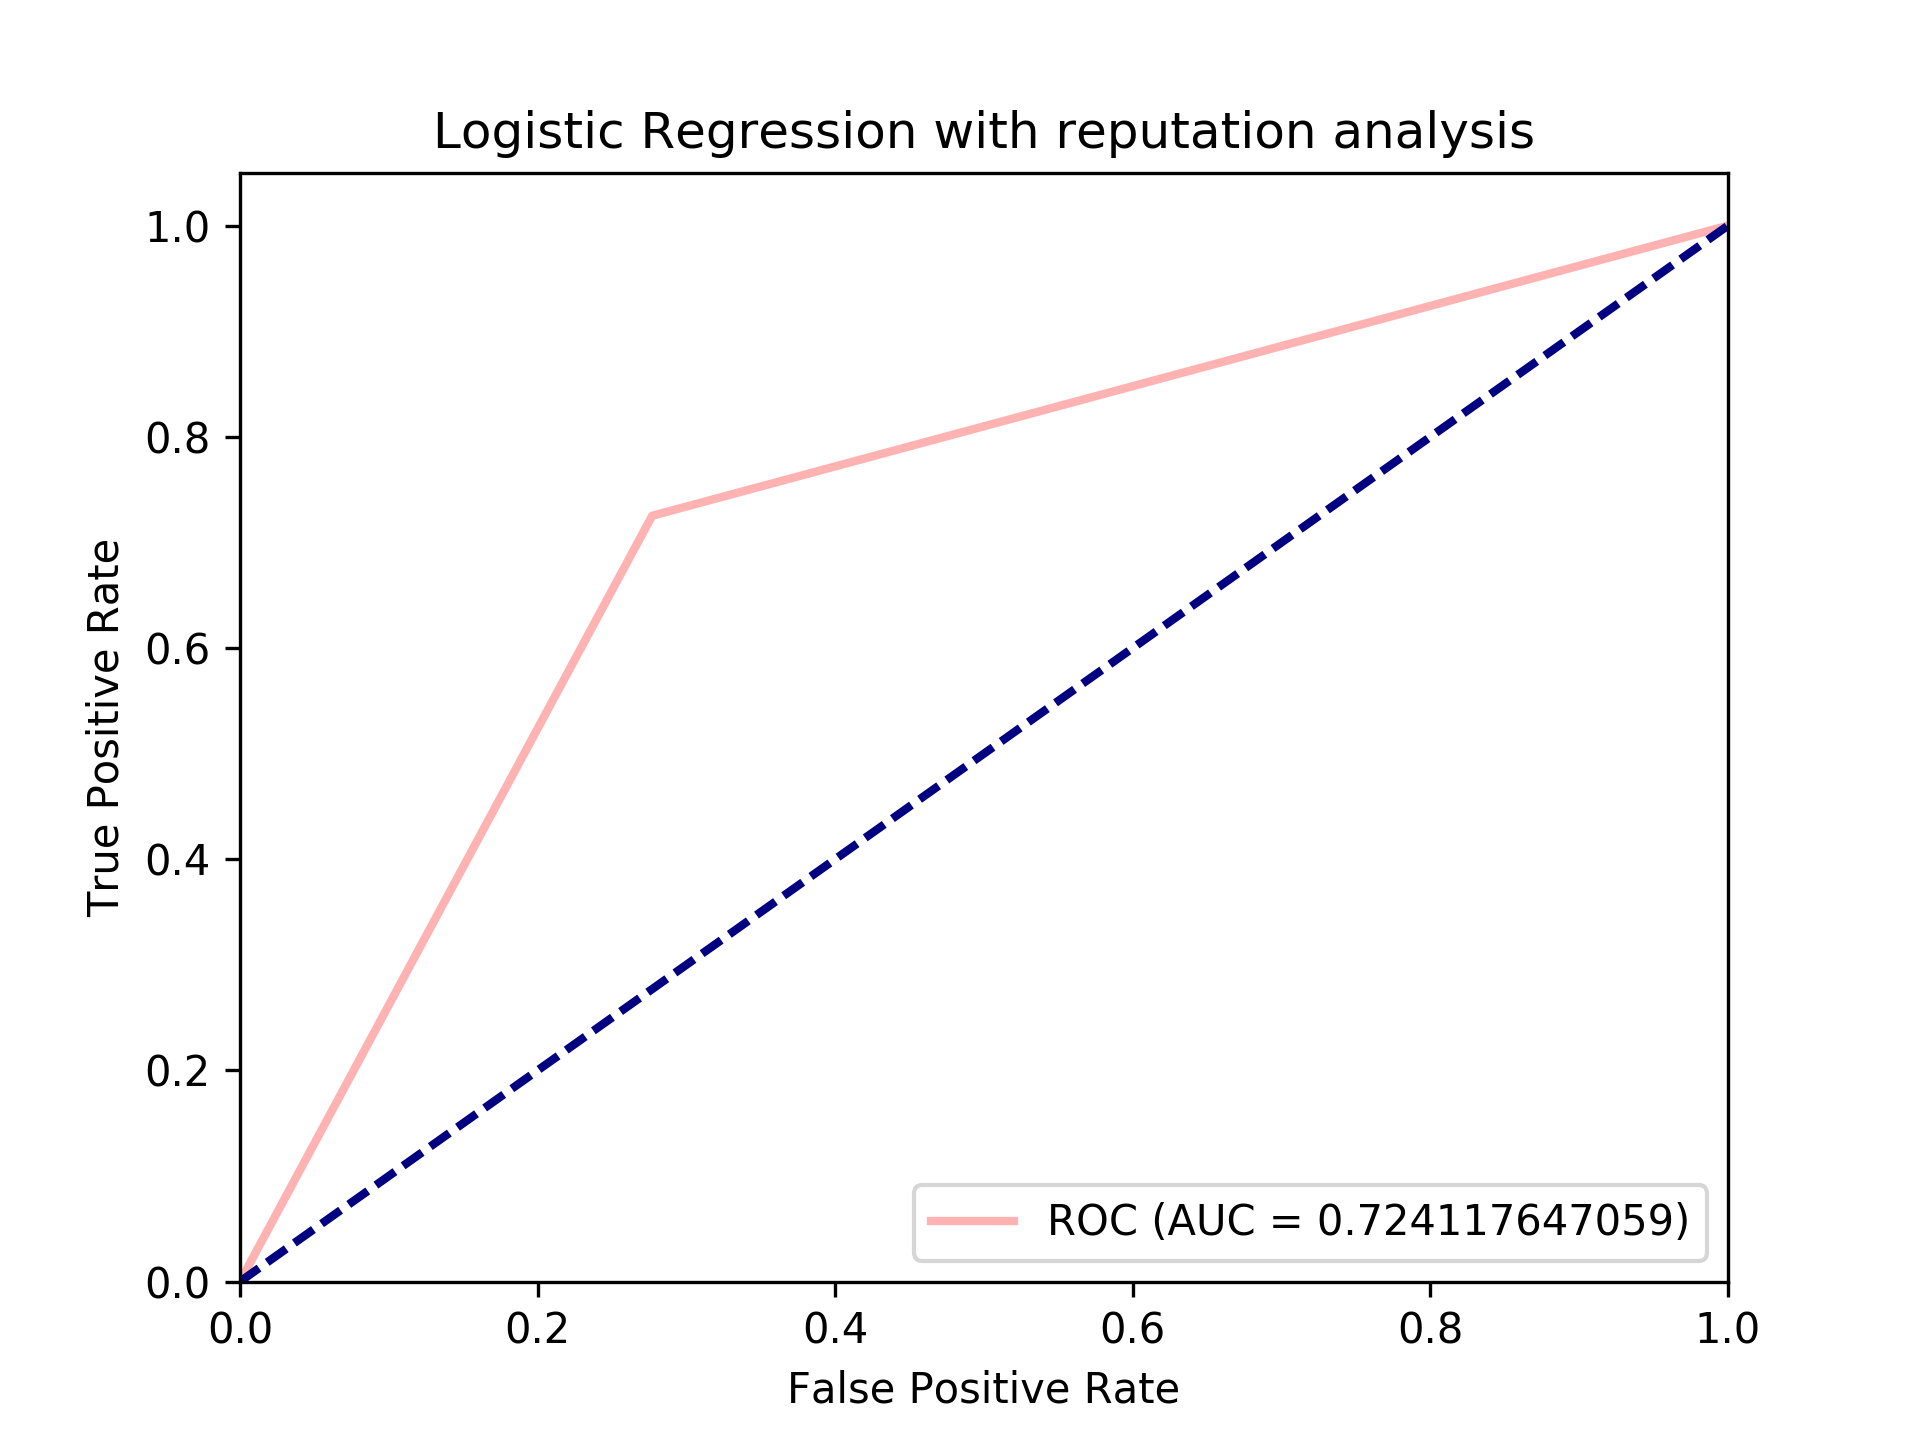 Logistic Regression with reputation analysis
1.0
0.8
0.6
0.4
0.2
0.0
True Positive Rate
ROC (AUC = 0.724117647059)
0.0 0.2 0.4 0.6 0.8 1.0
False Positive Rate